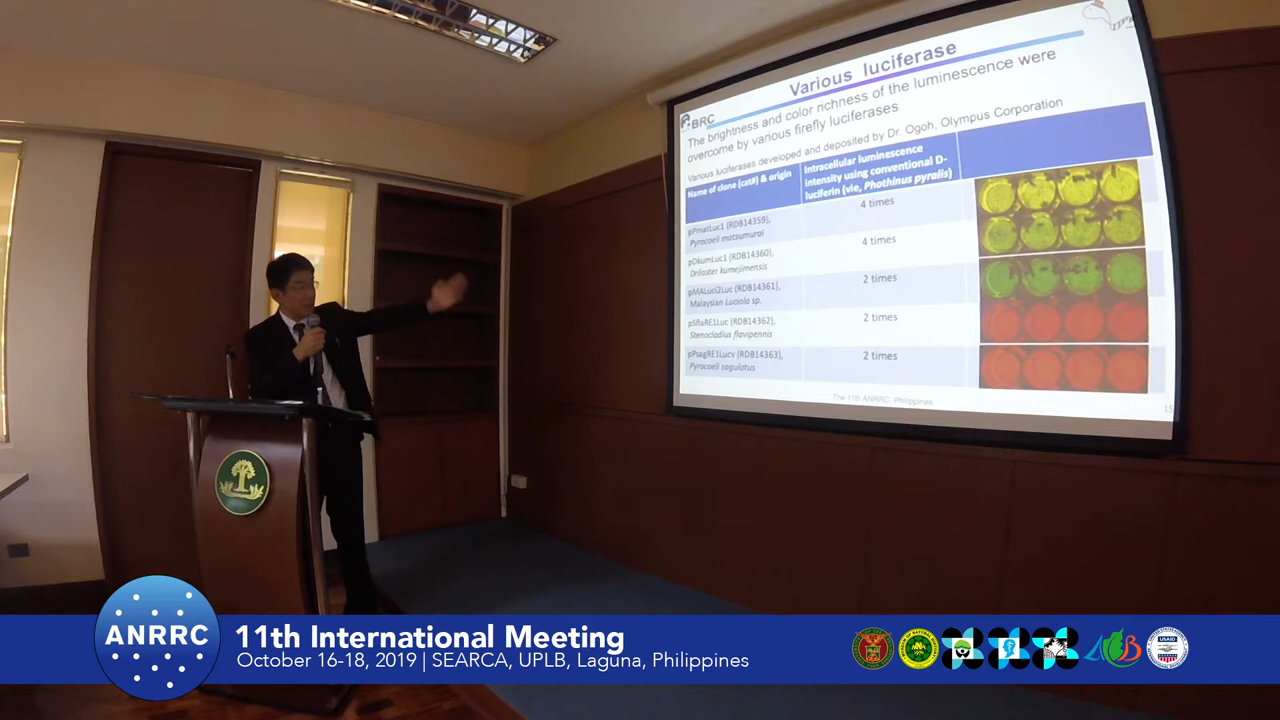 Various luciferase
BRC
The brightness and color richness of the luminescence were
overcome by various firefly luciferases
Various luciferases developed and deposited by Dr. Ogoh, Olympus Corporation
Name of clone (cat#) & origin
Intracellular luminescence
intensity using conventional D-
luciferin (vie, Phothinus pyralis)
pPmatLuc1 (RDB14359),
Pyrocoeli matsumurai
4 times
pDkumLuc1 (RDB14360),
Drilaster kumejimensis
4 times
pMALuci2Luc (RDB14361),
Malaysian Luciola sp.
2 times
pSflaRE1Luc (RDB14362),
Stenocladius flavipennis
2 times
pPsagRE1Lucv (RDB14363),
Pyrocoeli sagulatus
2 times
The 11th ANRRC, Philippines
15
ANRRC
11th International Meeting
October 16-18, 2019 | SEARCA, UPLB, Laguna, Philippines
USAID